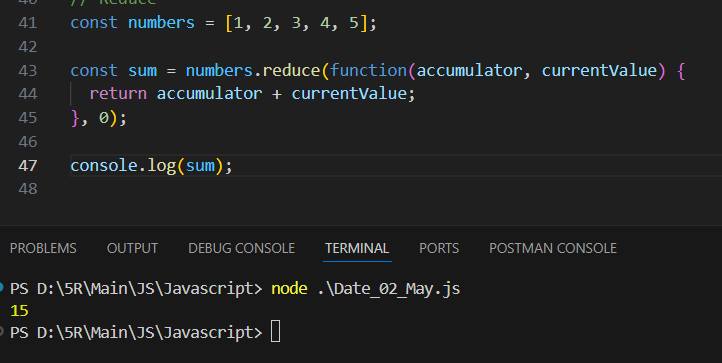 40 // Reduce
41 const numbers = [1, 2, 3, 4, 5];
42
43 const sum = numbers.reduce(function(accumulator, currentValue) {
44 return accumulator + currentValue;
45 }, 0);
46
47 console.log(sum);
48
PROBLEMS OUTPUT DEBUG CONSOLE TERMINAL PORTS POSTMAN CONSOLE
PS D:\5R\Main\JS\Javascript> node .\Date_02_May.js
15
PS D:\5R\Main\JS\Javascript>